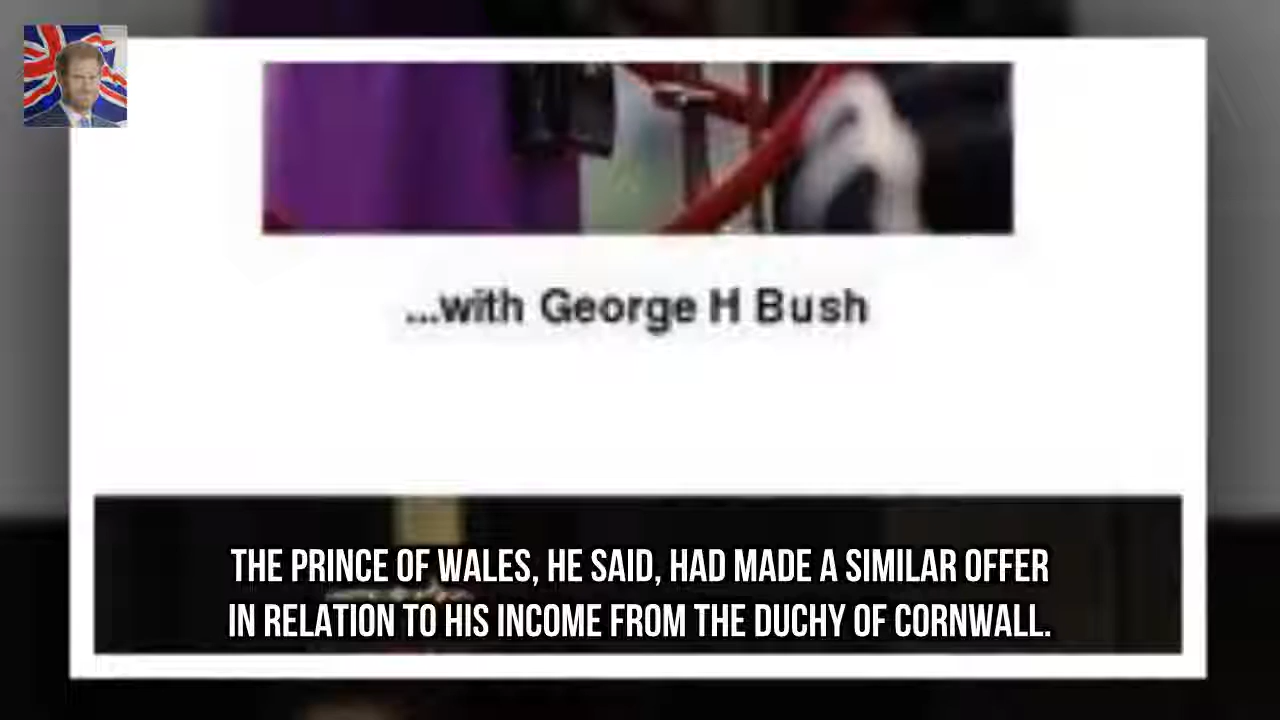 ...with George H Bush
THE PRINCE OF WALES, HE SAID, HAD MADE A SIMILAR OFFER
IN RELATION TO HIS INCOME FROM THE DUCHY OF CORNWALL.